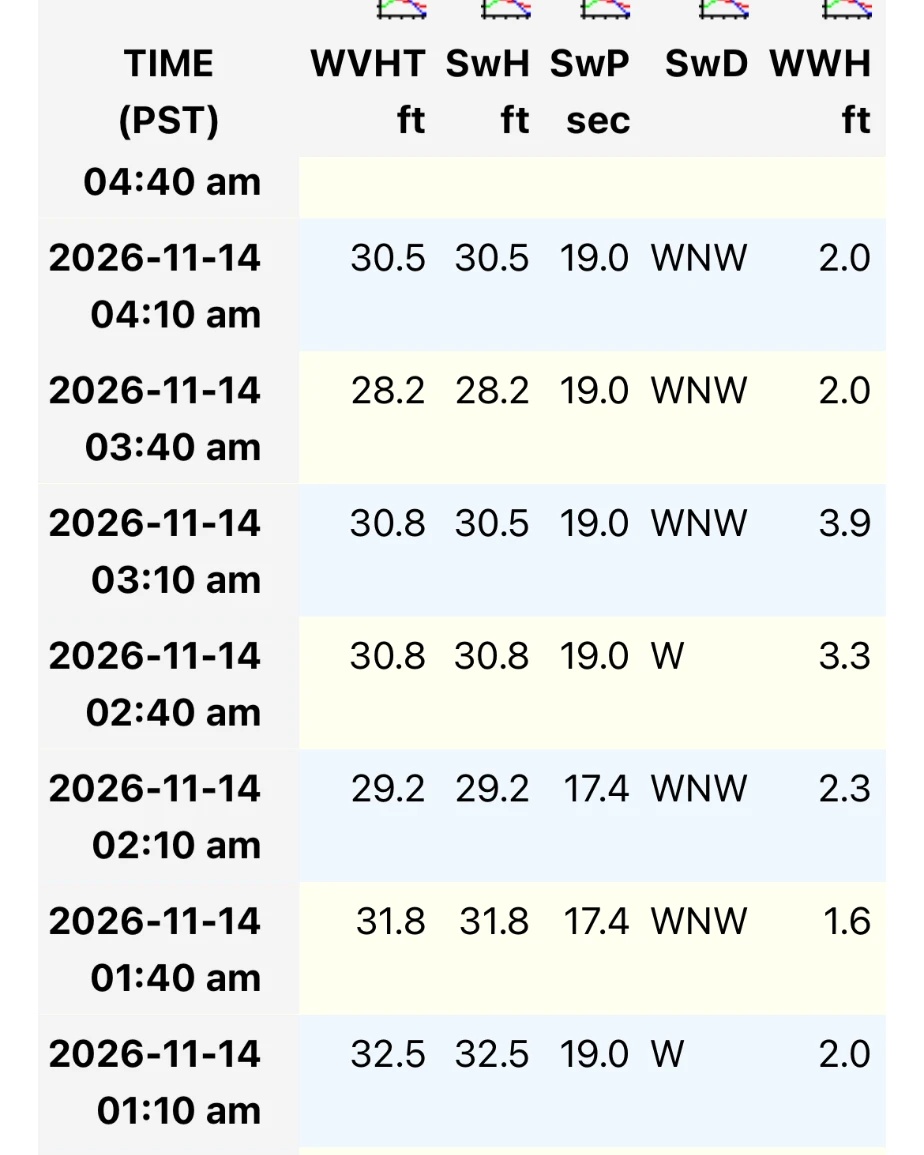 TIME WVHT SwH SwP SwD WWH
(PST) ft ft sec ft
04:40 am
2026-11-14 30.5 30.5 19.0 WNW 2.0
04:10 am
2026-11-14 28.2 28.2 19.0 WNW 2.0
03:40 am
2026-11-14 30.8 30.5 19.0 WNW 3.9
03:10 am
2026-11-14 30.8 30.8 19.0 W 3.3
02:40 am
2026-11-14 29.2 29.2 17.4 WNW 2.3
02:10 am
2026-11-14 31.8 31.8 17.4 WNW 1.6
01:40 am
2026-11-14 32.5 32.5 19.0 W 2.0
01:10 am